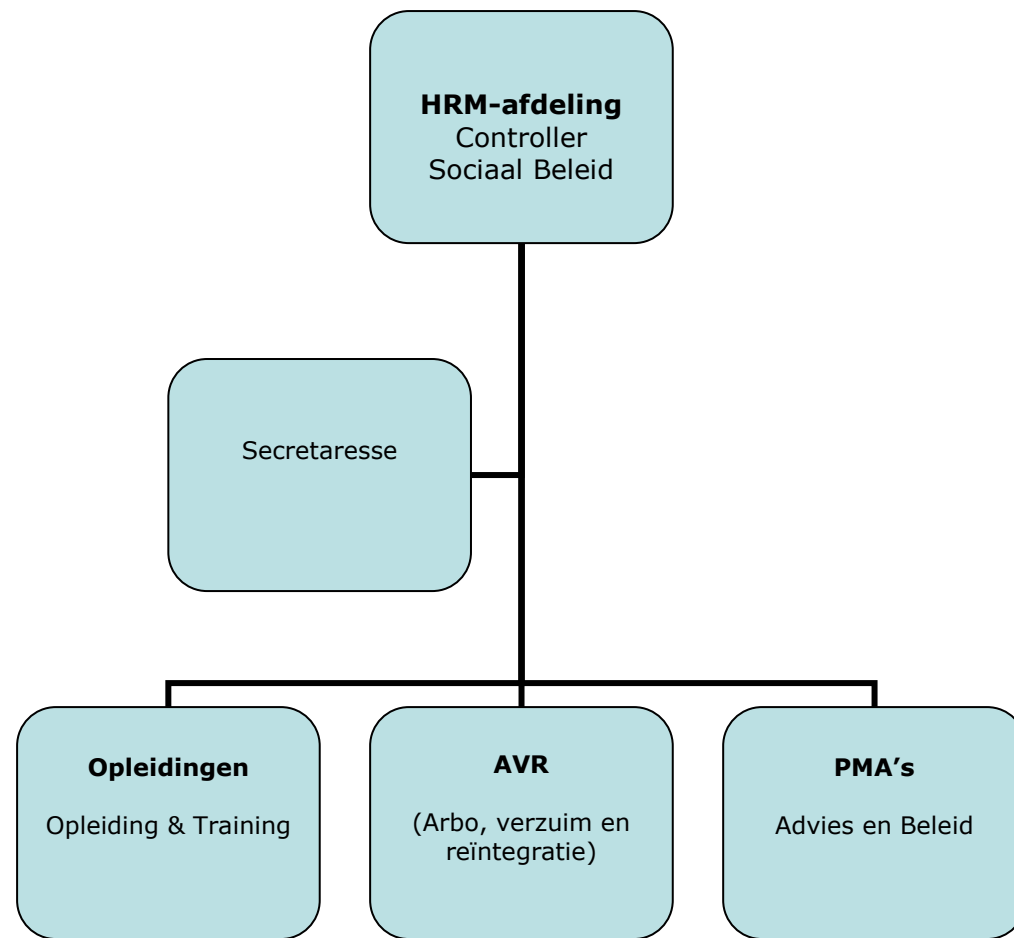 HRM-afdeling
Controller
Sociaal Beleid
Secretaresse
Opleidingen
Opleiding & Training
AVR
(Arbo, verzuim en
reïntegratie)
PMA’s
Advies en Beleid